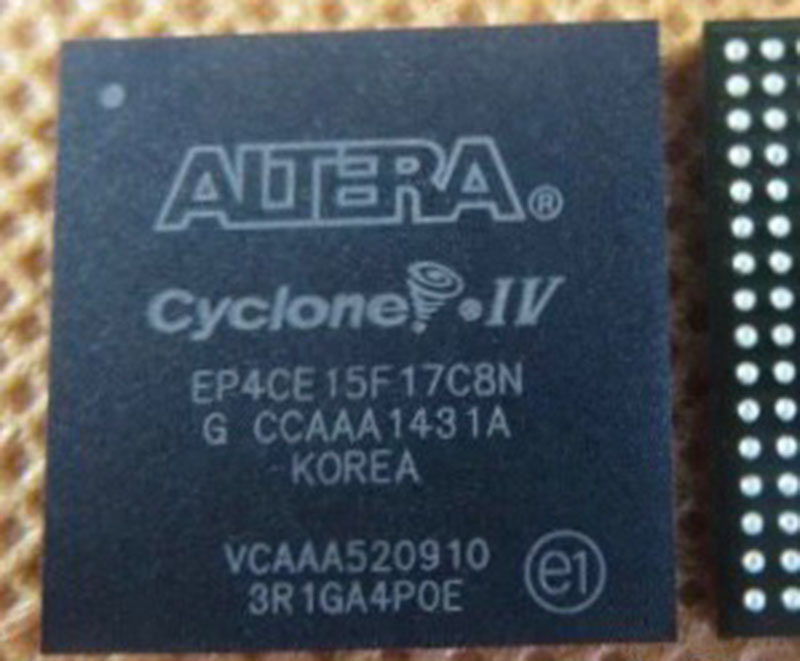 ALTERA®
Cyclone®IV
EP4CE15F17C8N
G CCAAA1431A
KOREA
VCAAA520910
3R1GA4P0E
e1